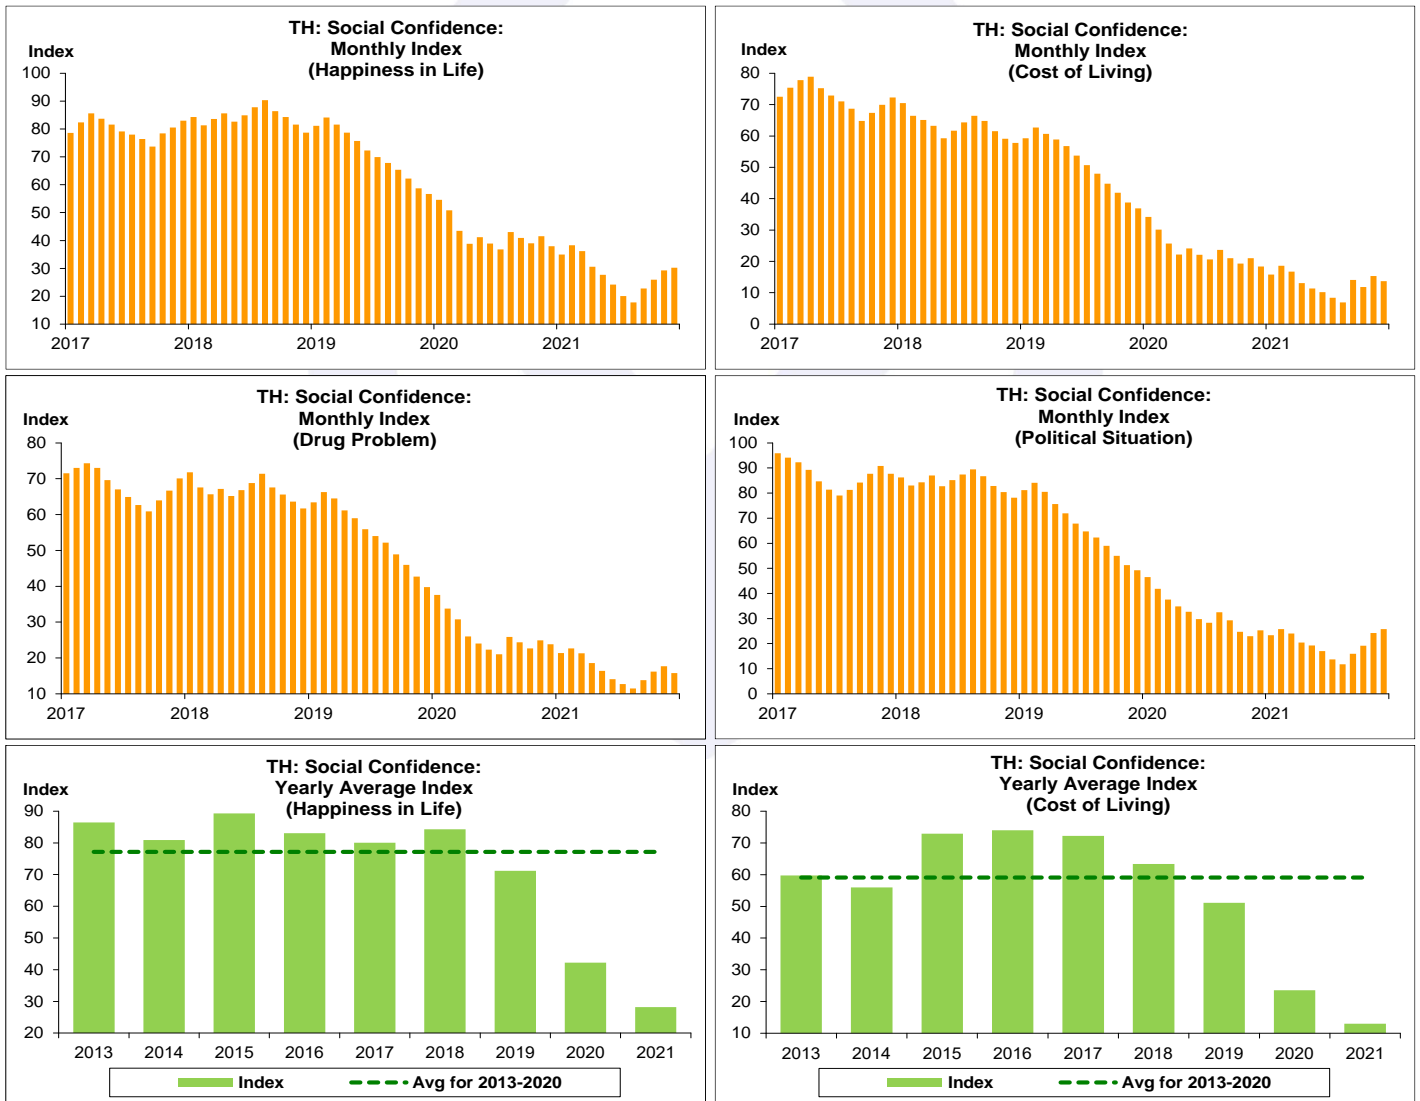 TH: Social Confidence:
Monthly Index
(Happiness in Life)
Index
100
90
80
70
60
50
40
30
20
10
2017 2018 2019 2020 2021
TH: Social Confidence:
Monthly Index
(Cost of Living)
Index
80
70
60
50
40
30
20
10
0
2017 2018 2019 2020 2021
TH: Social Confidence:
Monthly Index
(Drug Problem)
Index
80
70
60
50
40
30
20
10
2017 2018 2019 2020 2021
TH: Social Confidence:
Monthly Index
(Political Situation)
Index
100
90
80
70
60
50
40
30
20
10
0
2017 2018 2019 2020 2021
TH: Social Confidence:
Yearly Average Index
(Happiness in Life)
Index
90
80
70
60
50
40
30
20
2013 2014 2015 2016 2017 2018 2019 2020 2021
Index Avg for 2013-2020
TH: Social Confidence:
Yearly Average Index
(Cost of Living)
Index
80
70
60
50
40
30
20
10
2013 2014 2015 2016 2017 2018 2019 2020 2021
Index Avg for 2013-2020